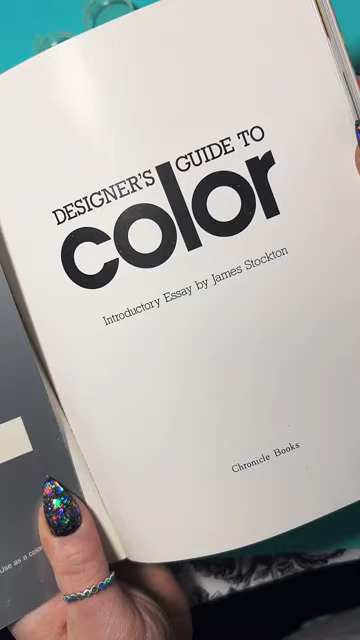 DESIGNER'S GUIDE TO
color
Introductory Essay by James Stockton
Chronicle Books
Use as a colo